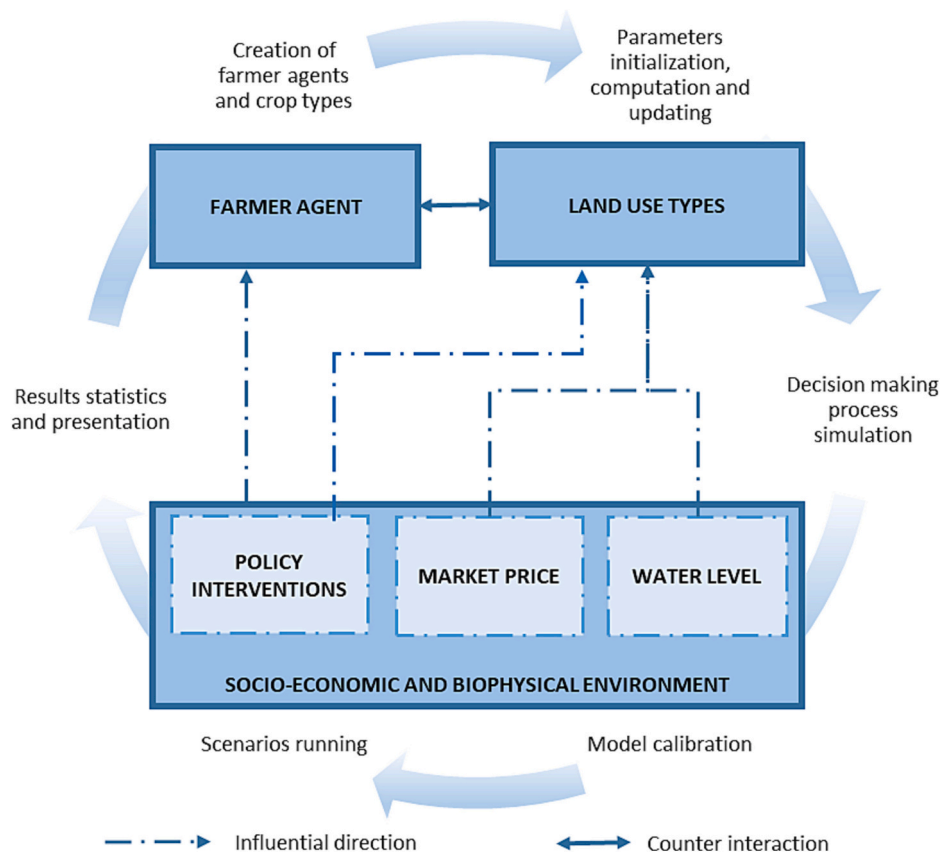 Creation of
farmer agents
and crop types
Parameters
initialization,
computation and
updating
FARMER AGENT
LAND USE TYPES
Results statistics
and presentation
Decision making
process
simulation
POLICY
INTERVENTIONS
MARKET PRICE
WATER LEVEL
SOCIO-ECONOMIC AND BIOPHYSICAL ENVIRONMENT
Scenarios running
Model calibration
Influential direction
Counter interaction